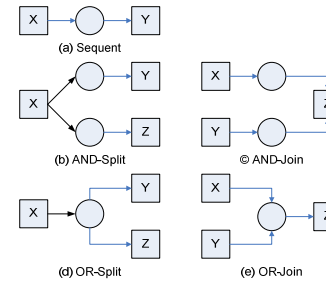 X Y
(a) Sequent
X Y Z
(b) AND-Split
X Y Z
© AND-Join
X Y Z
(d) OR-Split
X Y Z
(e) OR-Join